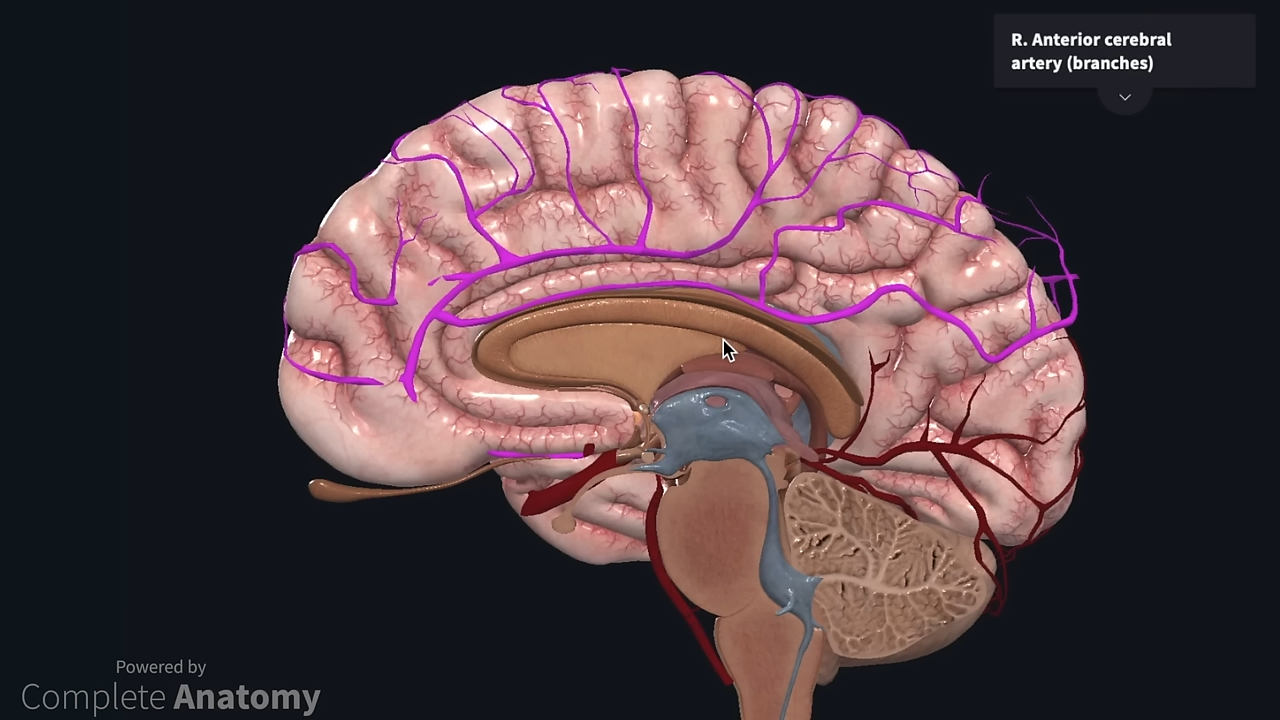 R. Anterior cerebral
artery (branches)
Powered by
Complete Anatomy